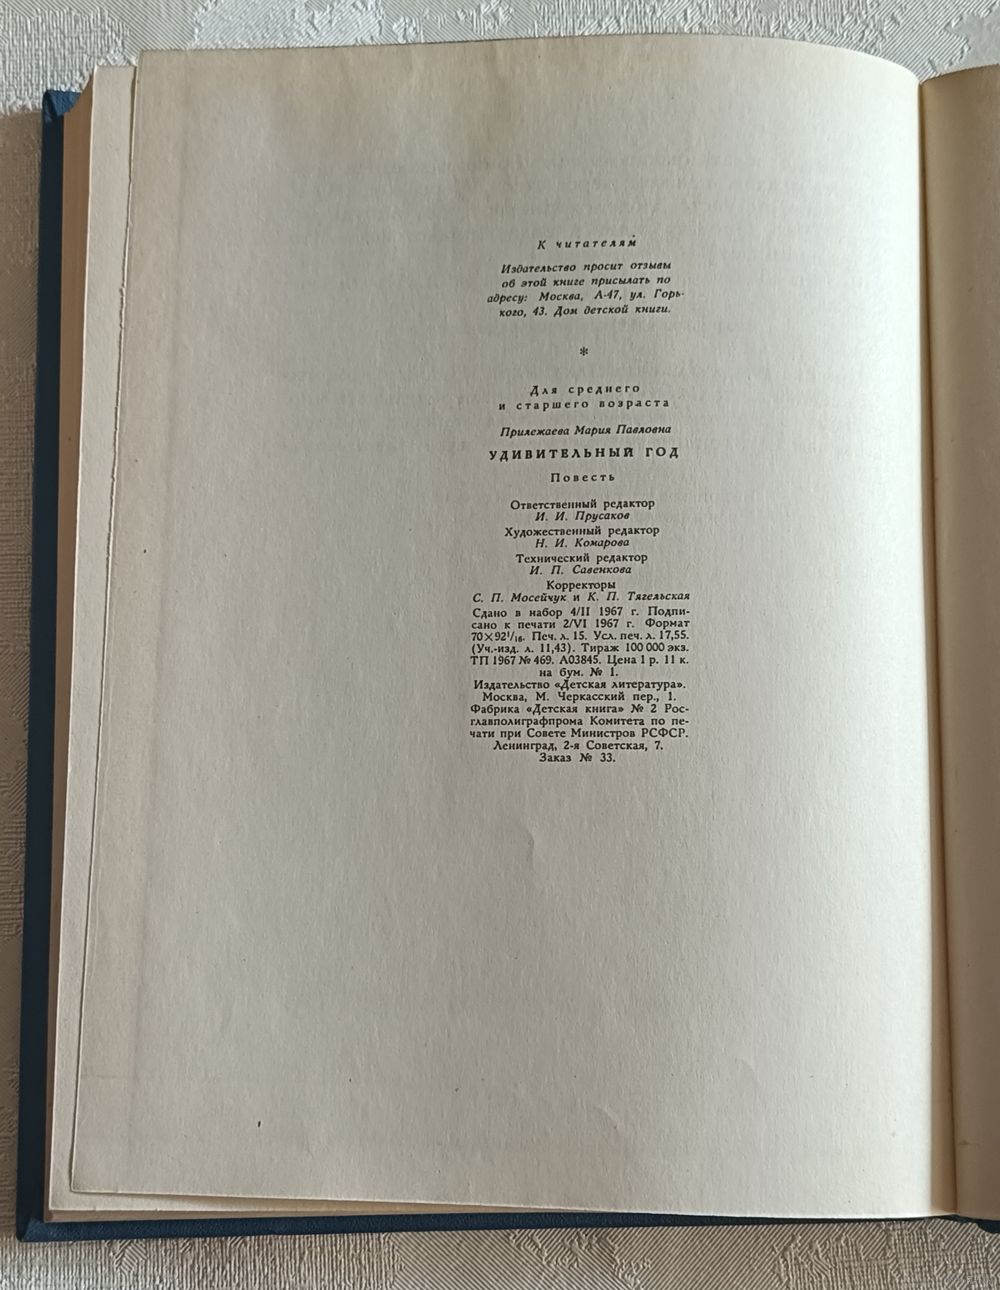 К читателям
Издательство просит отзывы
об этой книге присылать по
адресу: Москва, А-47, ул. Горь-
кого, 43. Дом детской книги.
*
Для среднего
и старшего возраста
Прилежаева Мария Павловна
УДИВИТЕЛЬНЫЙ ГОД
Повесть
Ответственный редактор
И. И. Прусаков
Художественный редактор
Н. И. Комарова
Технический редактор
И. П. Савенкова
Корректоры
С. П. Мосейчук и К. П. Тягельская
Сдано в набор 4/II 1967 г. Подпи-
сано к печати 2/VI 1967 г. Формат
70×92¹/₁₆. Печ. л. 15. Усл. печ. л. 17,55.
(Уч.-изд. л. 11,43). Тираж 100 000 экз.
ТП 1967 № 469. А03845. Цена 1 р. 11 к.
на бум. № 1.
Издательство «Детская литература».
Москва, М. Черкасский пер., 1.
Фабрика «Детская книга» № 2 Рос-
главполиграфпрома Комитета по пе-
чати при Совете Министров РСФСР.
Ленинград, 2-я Советская, 7.
Заказ № 33.